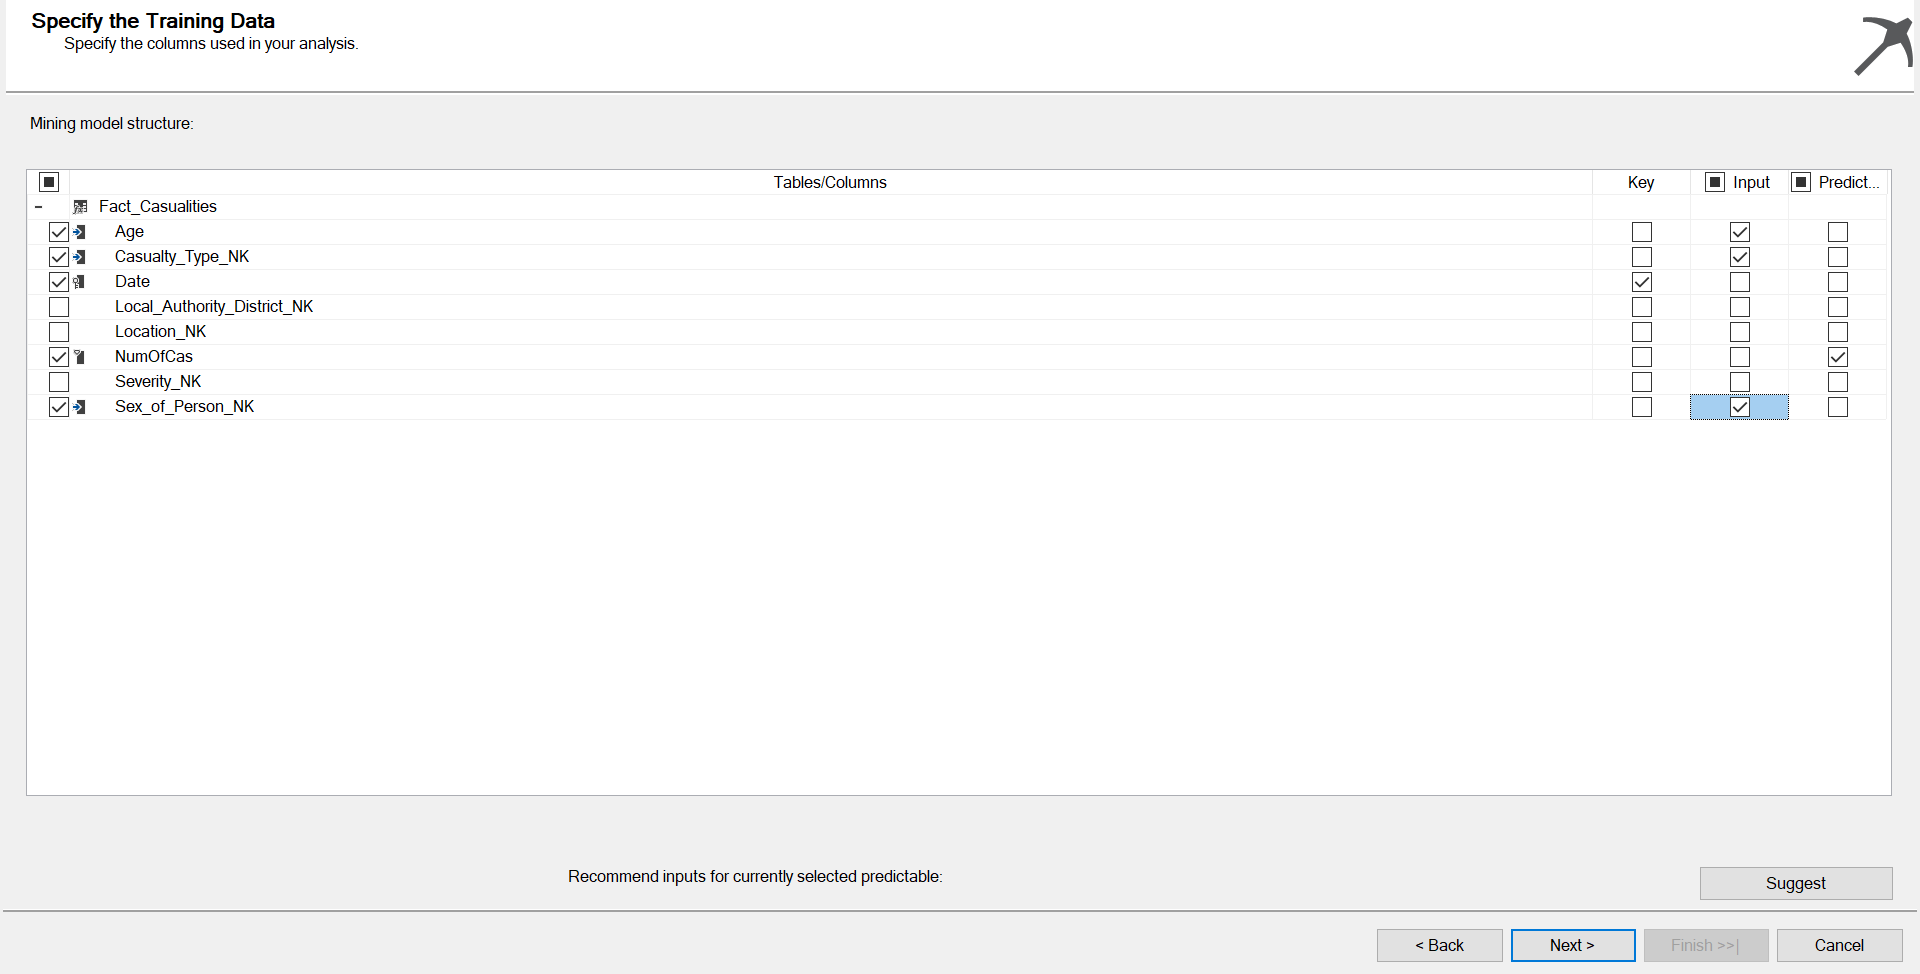 Specify the Training Data
Specify the columns used in your analysis.
Mining model structure:
Tables/Columns Key Input Predict...
Fact_Casualities
Age
Casualty_Type_NK
Date
Local_Authority_District_NK
Location_NK
NumOfCas
Severity_NK
Sex_of_Person_NK
Recommend inputs for currently selected predictable:
Suggest
< Back Next > Finish >>| Cancel